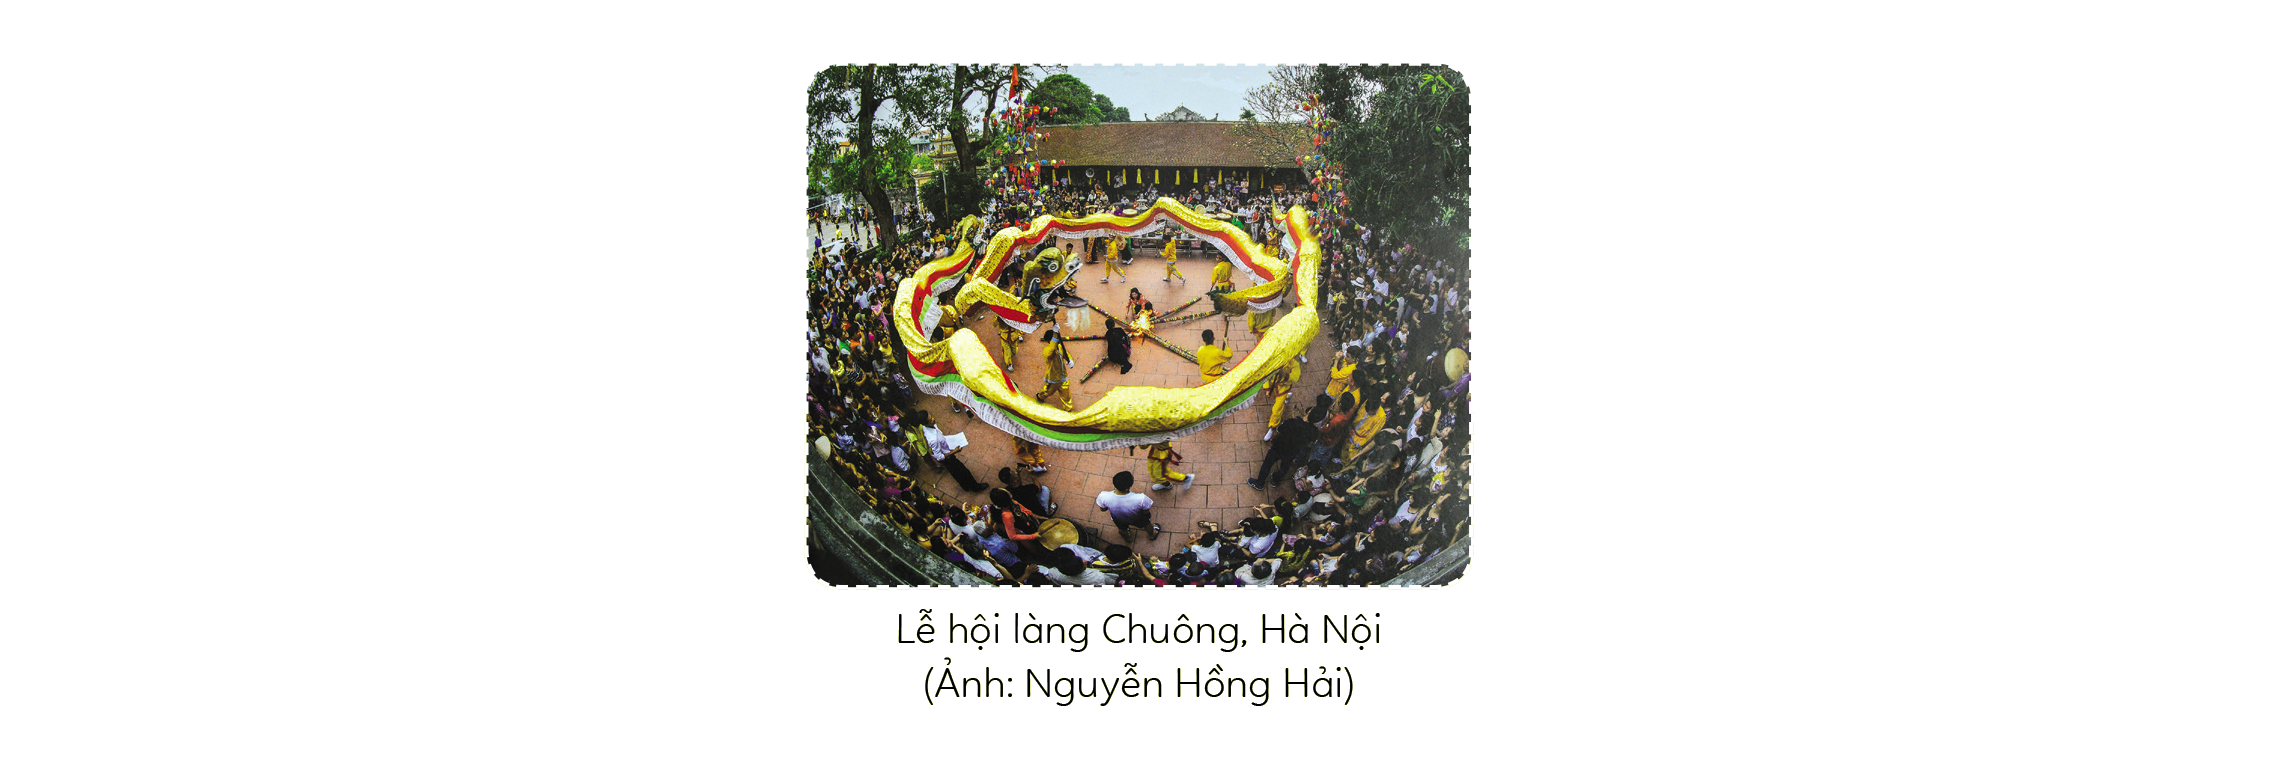 Lễ hội làng Chuông, Hà Nội
(Ảnh: Nguyễn Hồng Hải)